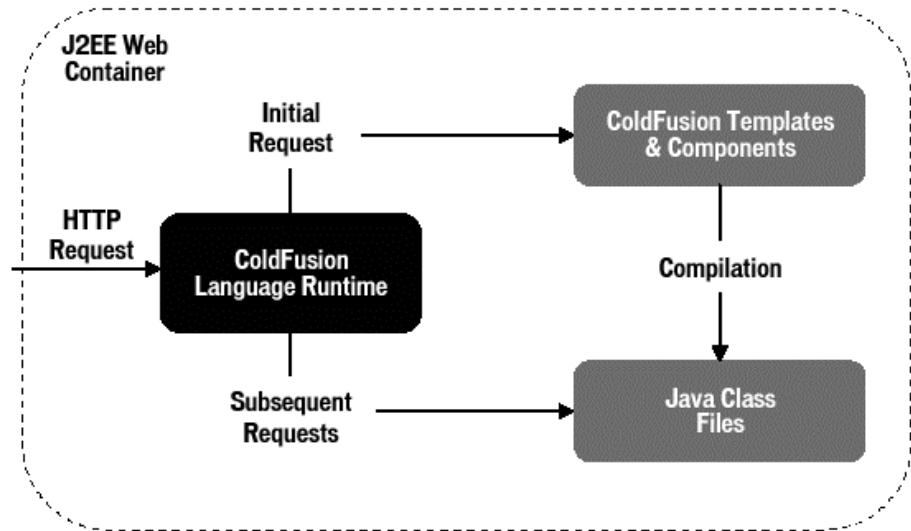 J2EE Web
Container
Initial
Request
ColdFusion Templates
& Components
HTTP
Request
ColdFusion
Language Runtime
Compilation
Subsequent
Requests
Java Class
Files